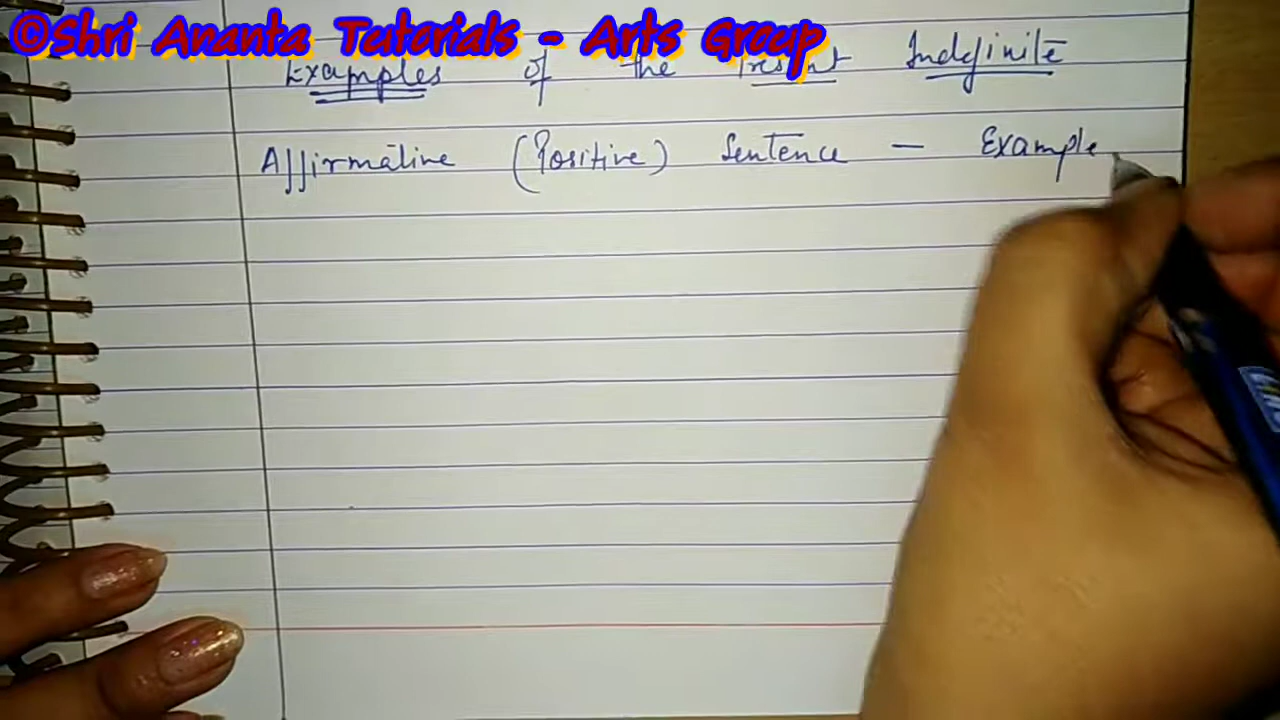 ©Shri Ananta Tutorials - Arts Group
Examples of the Present Indefinite
Affirmative (Positive) Sentence - Example